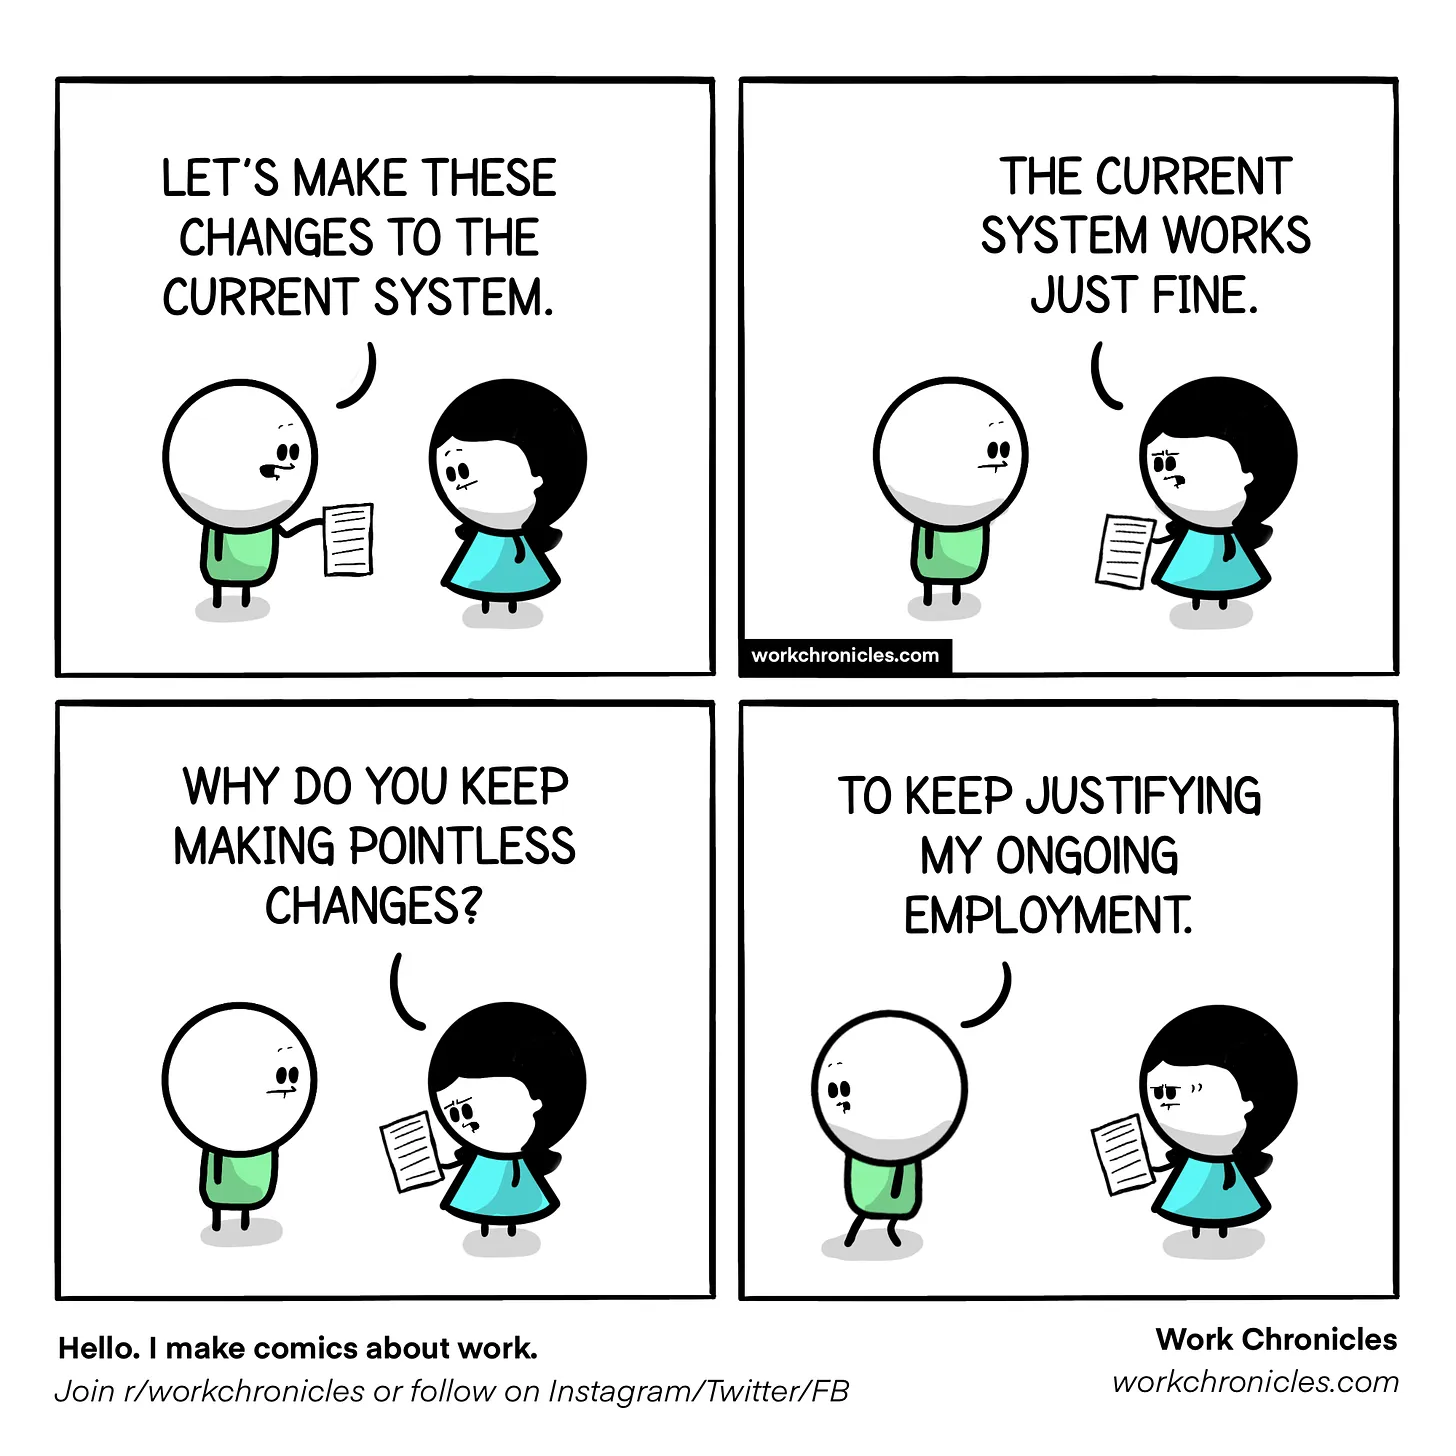 LET'S MAKE THESE
CHANGES TO THE
CURRENT SYSTEM.
THE CURRENT
SYSTEM WORKS
JUST FINE.
workchronicles.com
WHY DO YOU KEEP
MAKING POINTLESS
CHANGES?
TO KEEP JUSTIFYING
MY ONGOING
EMPLOYMENT.
Hello. I make comics about work.
Join r/workchronicles or follow on Instagram/Twitter/FB
Work Chronicles
workchronicles.com